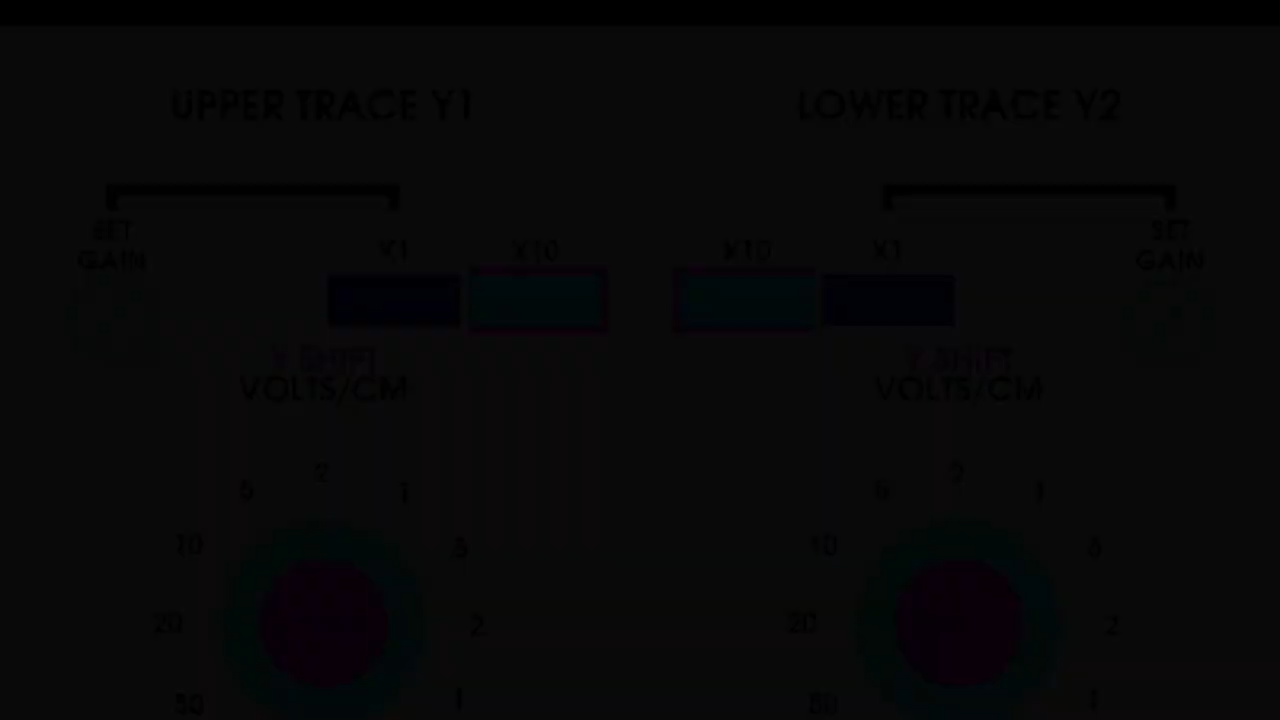 UPPER TRACE Y1
LOWER TRACE Y2
SET
GAIN
X1
X10
X10
X1
SET
GAIN
Y SHIFT
VOLTS/CM
Y SHIFT
VOLTS/CM
2
5
1
10
.5
20
.2
2
5
1
10
20
2